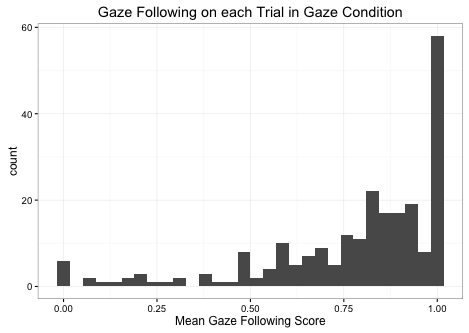 Gaze Following on each Trial in Gaze Condition
60
40
20
0
count
0.00 0.25 0.50 0.75 1.00
Mean Gaze Following Score